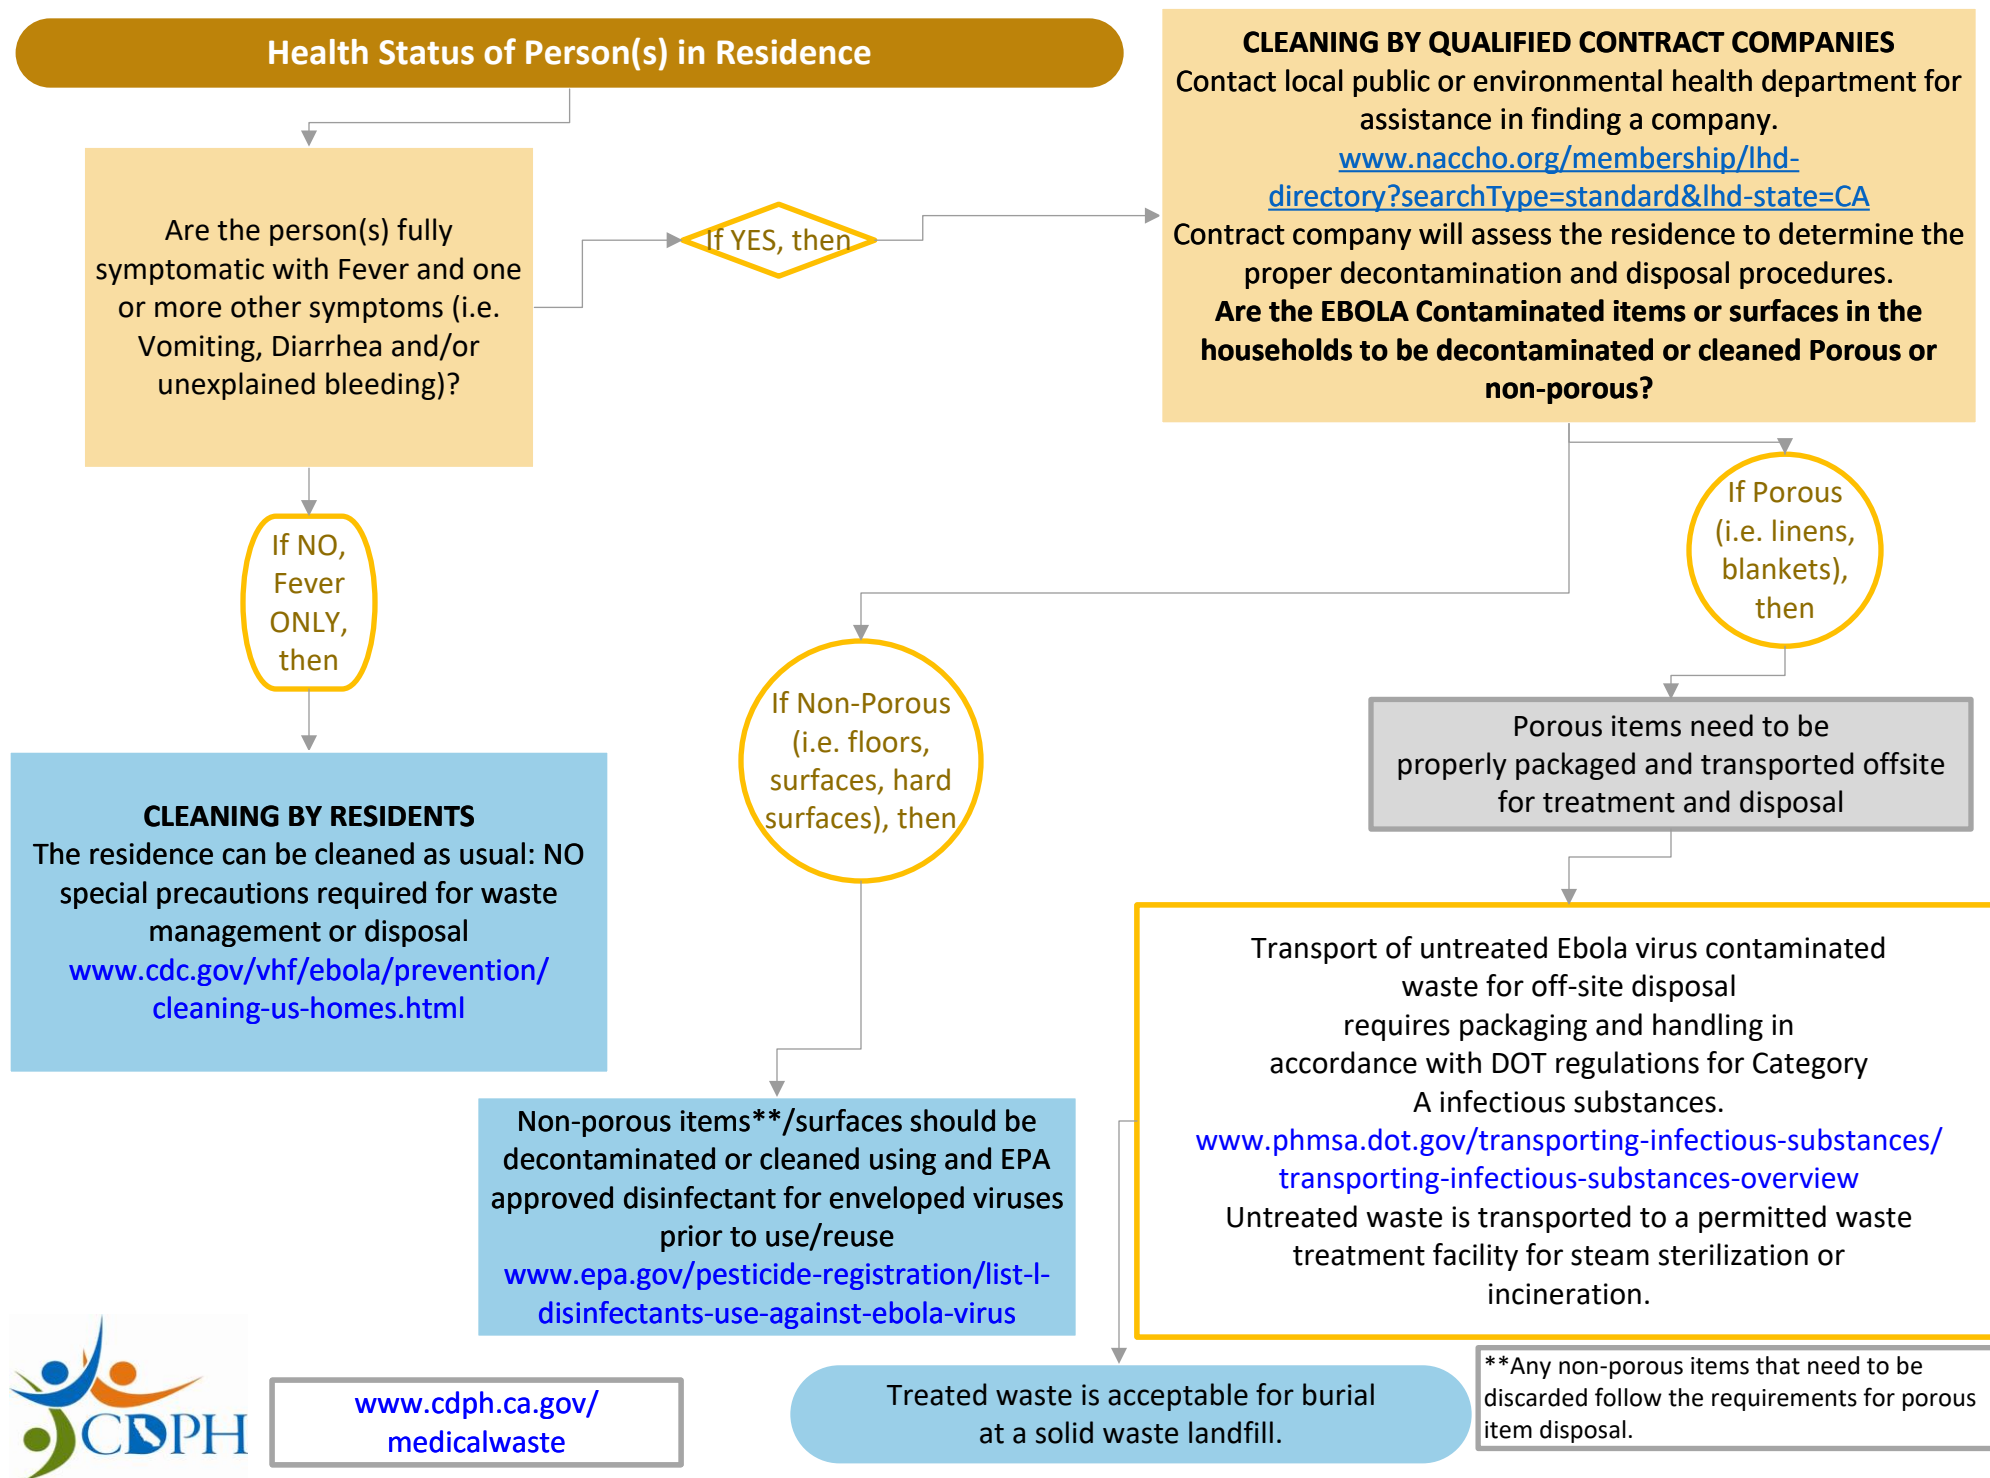 Health Status of Person(s) in Residence
Are the person(s) fully
symptomatic with Fever and one
or more other symptoms (i.e.
Vomiting, Diarrhea and/or
unexplained bleeding)?
If YES, then
CLEANING BY QUALIFIED CONTRACT COMPANIES
Contact local public or environmental health department for
assistance in finding a company.
www.naccho.org/membership/lhd-
directory?searchType=standard&lhd-state=CA
Contract company will assess the residence to determine the
proper decontamination and disposal procedures.
Are the EBOLA Contaminated items or surfaces in the
households to be decontaminated or cleaned Porous or
non-porous?
If NO,
Fever
ONLY,
then
CLEANING BY RESIDENTS
The residence can be cleaned as usual: NO
special precautions required for waste
management or disposal
www.cdc.gov/vhf/ebola/prevention/
cleaning-us-homes.html
If Non-Porous
(i.e. floors,
surfaces, hard
surfaces), then
Non-porous items**/surfaces should be
decontaminated or cleaned using and EPA
approved disinfectant for enveloped viruses
prior to use/reuse
www.epa.gov/pesticide-registration/list-l-
disinfectants-use-against-ebola-virus
If Porous
(i.e. linens,
blankets),
then
Porous items need to be
properly packaged and transported offsite
for treatment and disposal
Transport of untreated Ebola virus contaminated
waste for off-site disposal
requires packaging and handling in
accordance with DOT regulations for Category
A infectious substances.
www.phmsa.dot.gov/transporting-infectious-substances/
transporting-infectious-substances-overview
Untreated waste is transported to a permitted waste
treatment facility for steam sterilization or
incineration.
Treated waste is acceptable for burial
at a solid waste landfill.
**Any non-porous items that need to be
discarded follow the requirements for porous
item disposal.
CDPH
www.cdph.ca.gov/
medicalwaste